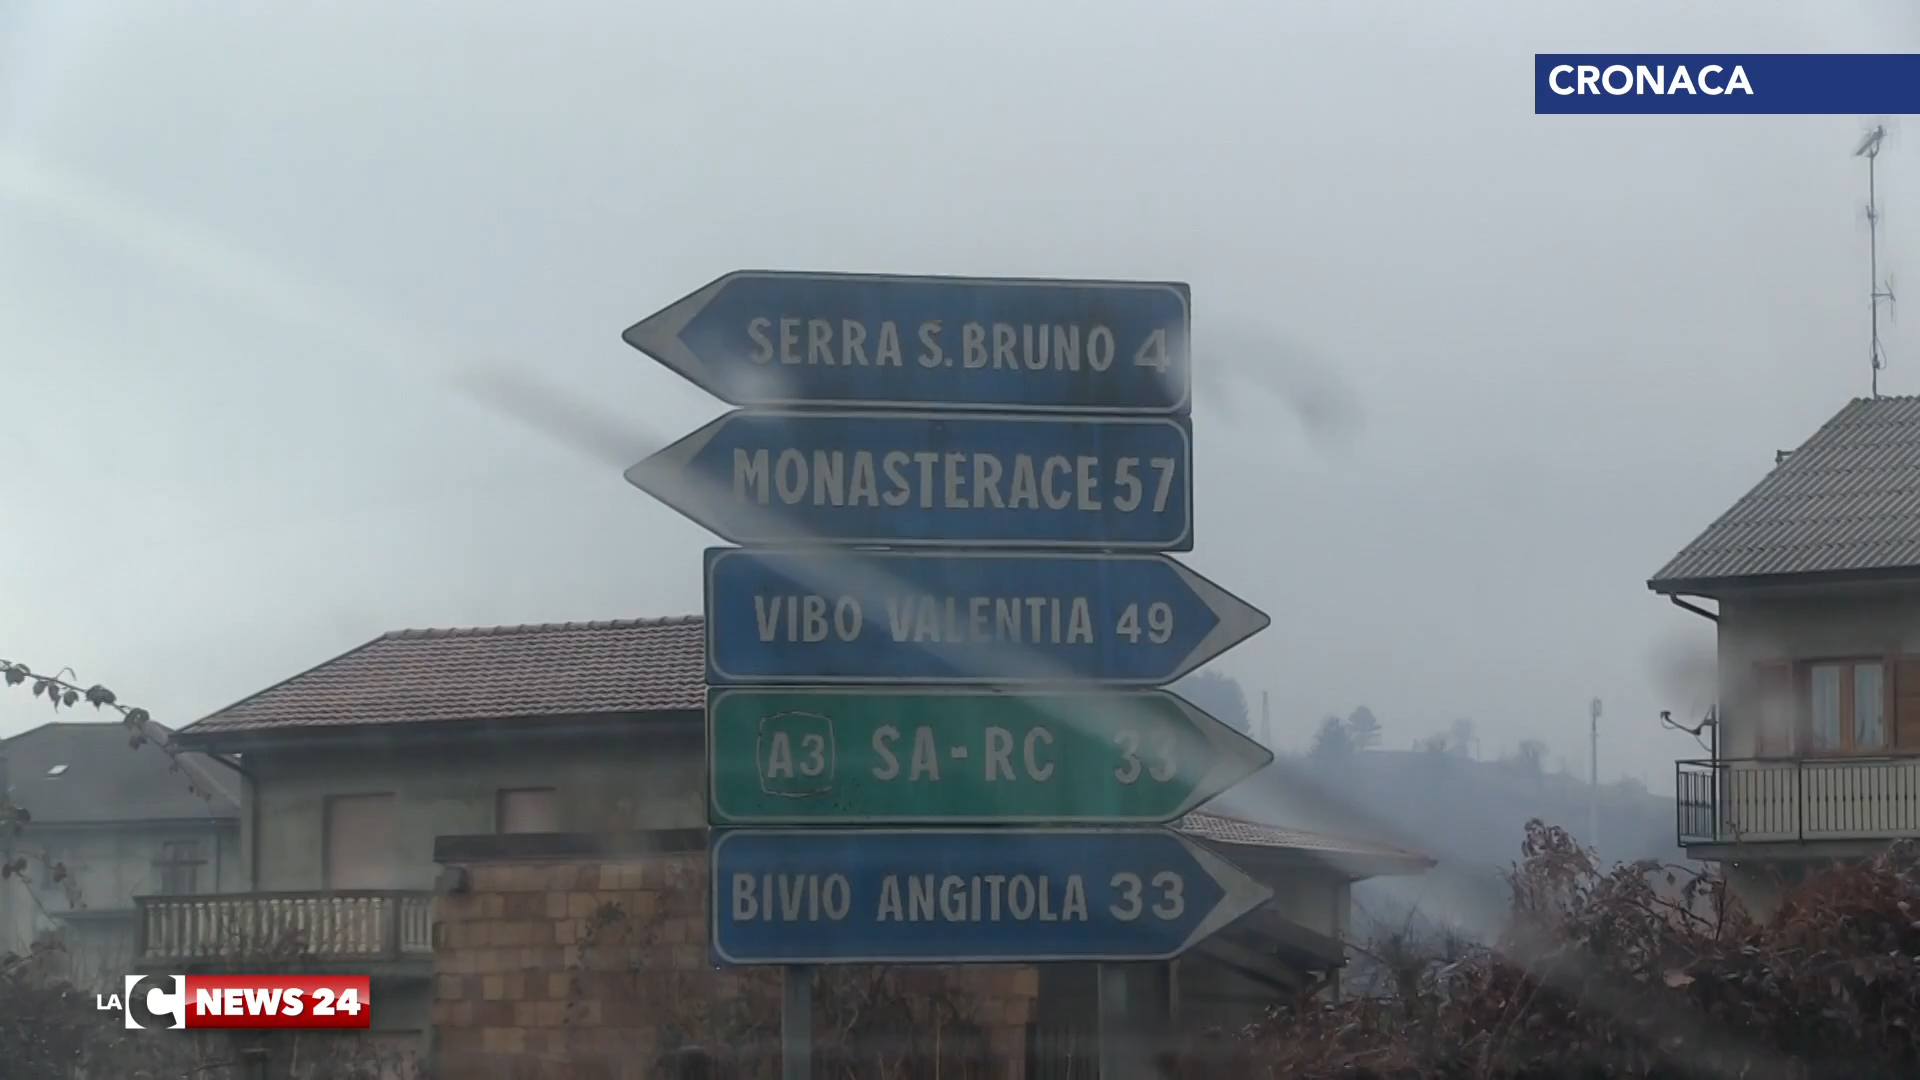 CRONACA
SERRA S. BRUNO 4
MONASTERACE 57
VIBO VALENTIA 49
A3 SA-RC 33
BIVIO ANGITOLA 33
LA C NEWS 24